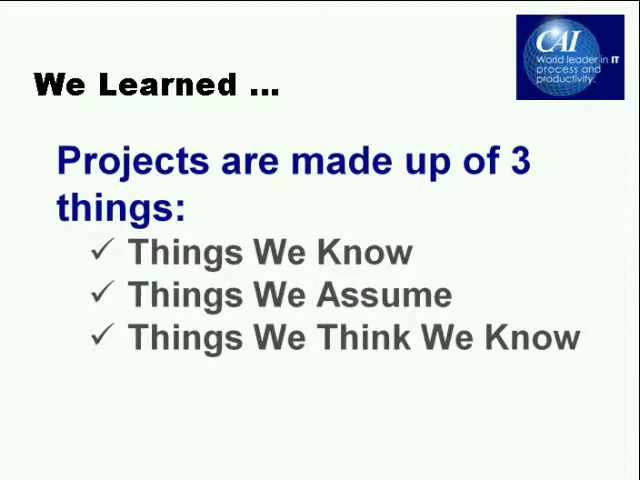 CAI
World leader in IT
process and
productivity.
We Learned ...
Projects are made up of 3
things:
✓ Things We Know
✓ Things We Assume
✓ Things We Think We Know